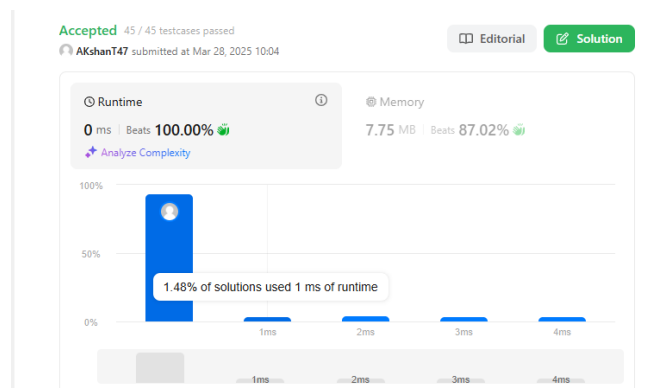 Accepted 45 / 45 testcases passed
AKshanT47 submitted at Mar 28, 2025 10:04
Editorial
Solution
Runtime
0 ms | Beats 100.00%
Analyze Complexity
Memory
7.75 MB | Beats 87.02%
100%
50%
0%
1.48% of solutions used 1 ms of runtime
1ms 2ms 3ms 4ms
1ms 2ms 3ms 4ms